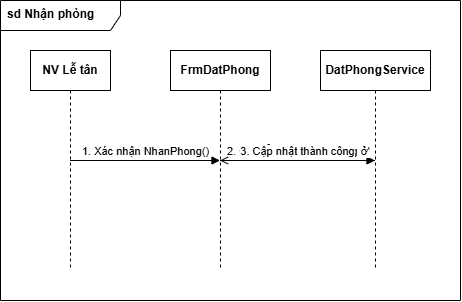 sd Nhận phòng
NV Lễ tân
FrmDatPhong
DatPhongService
1. Xác nhận NhanPhong()
2. 3. Cập nhật thành công